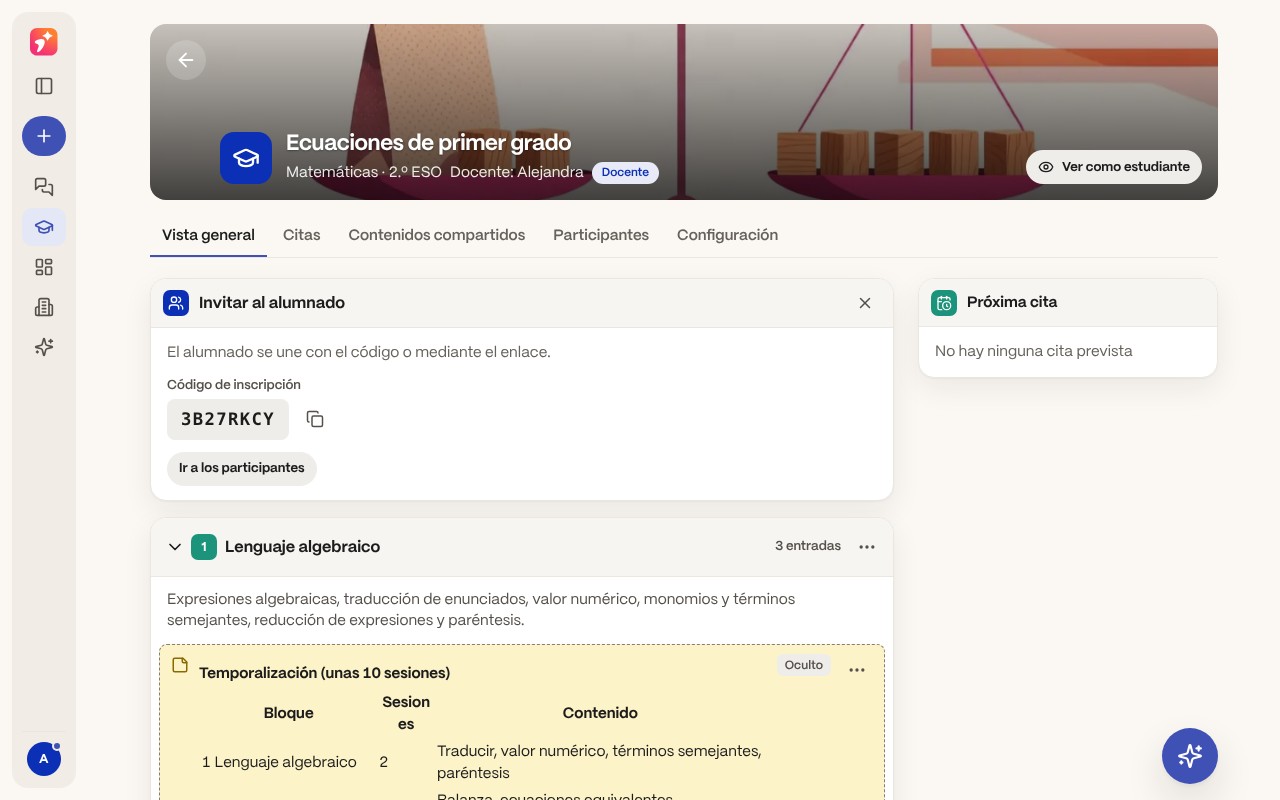 Ecuaciones de primer grado
Matemáticas · 2.º ESO Docente: Alejandra Docente
Ver como estudiante
Vista general Citas Contenidos compartidos Participantes Configuración
Invitar al alumnado
El alumnado se une con el código o mediante el enlace.
Código de inscripción
3B27RKCY
Ir a los participantes
Próxima cita
No hay ninguna cita prevista
1 Lenguaje algebraico 3 entradas
Expresiones algebraicas, traducción de enunciados, valor numérico, monomios y términos
semejantes, reducción de expresiones y paréntesis.
Temporalización (unas 10 sesiones) Oculto
Bloque Sesion
es Contenido
1 Lenguaje algebraico 2 Traducir, valor numérico, términos semejantes,
paréntesis
Balanza, ecuaciones equivalentes
A